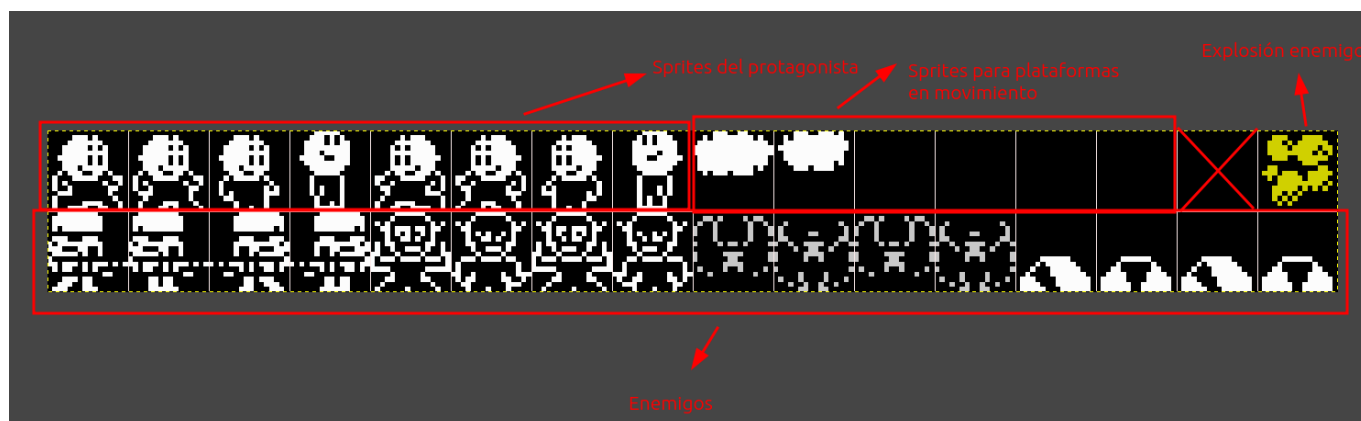 Explosión enemigo
Sprites del protagonista
Sprites para plataformas
en movimiento
Enemigos